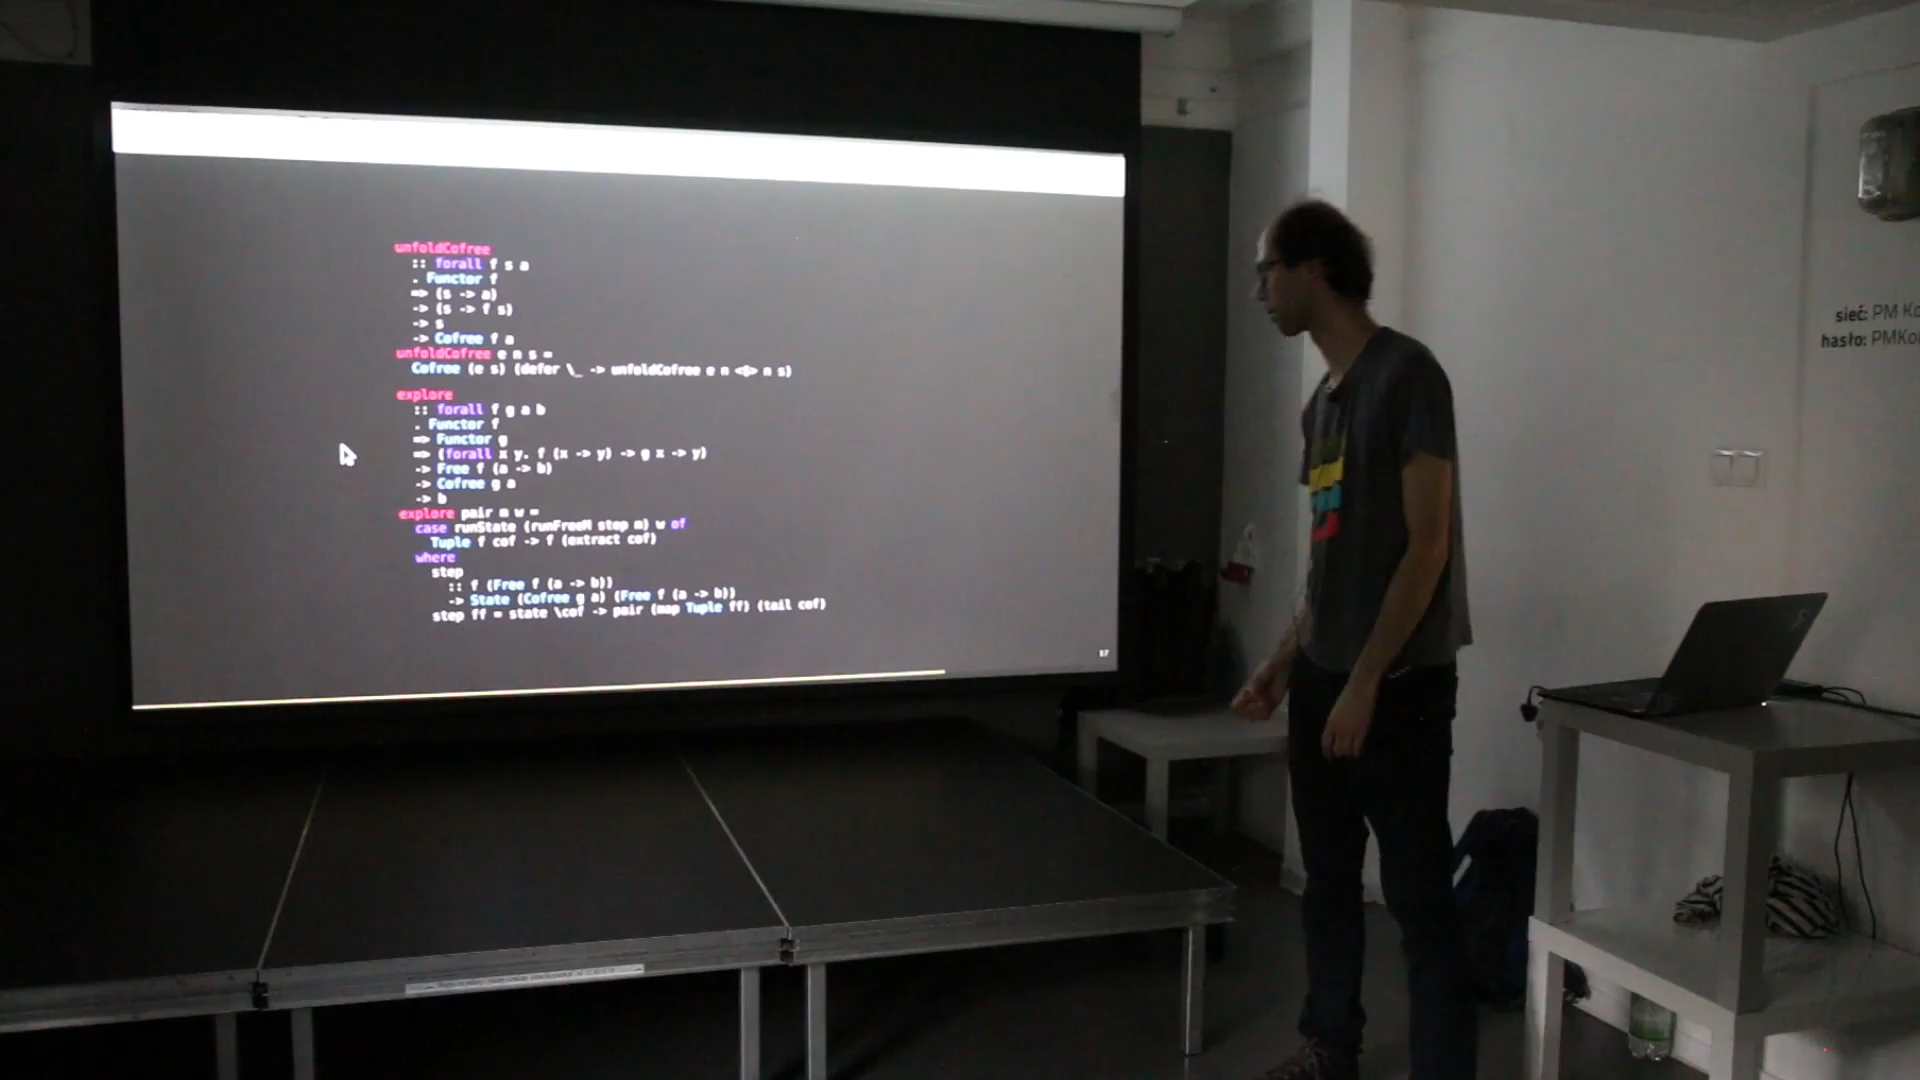 unfoldCofree
:: forall f s a
. Functor f
=> (s -> a)
-> (s -> f s)
-> s
-> Cofree f a
unfoldCofree e n s =
Cofree (e s) (defer \_ -> unfoldCofree e n <$> n s)
explore
:: forall f g a b
. Functor f
=> Functor g
=> (forall x y. f (x -> y) -> g x -> y)
-> Free f (a -> b)
-> Cofree g a
-> b
explore pair m w =
case runState (runFreeM step m) w of
Tuple f cof -> f (extract cof)
where
step
:: f (Free f (a -> b))
-> State (Cofree g a) (Free f (a -> b))
step ff = state \cof -> pair (map Tuple ff) (tail cof)
17
sieć: PM Ko
hasło: PMKo